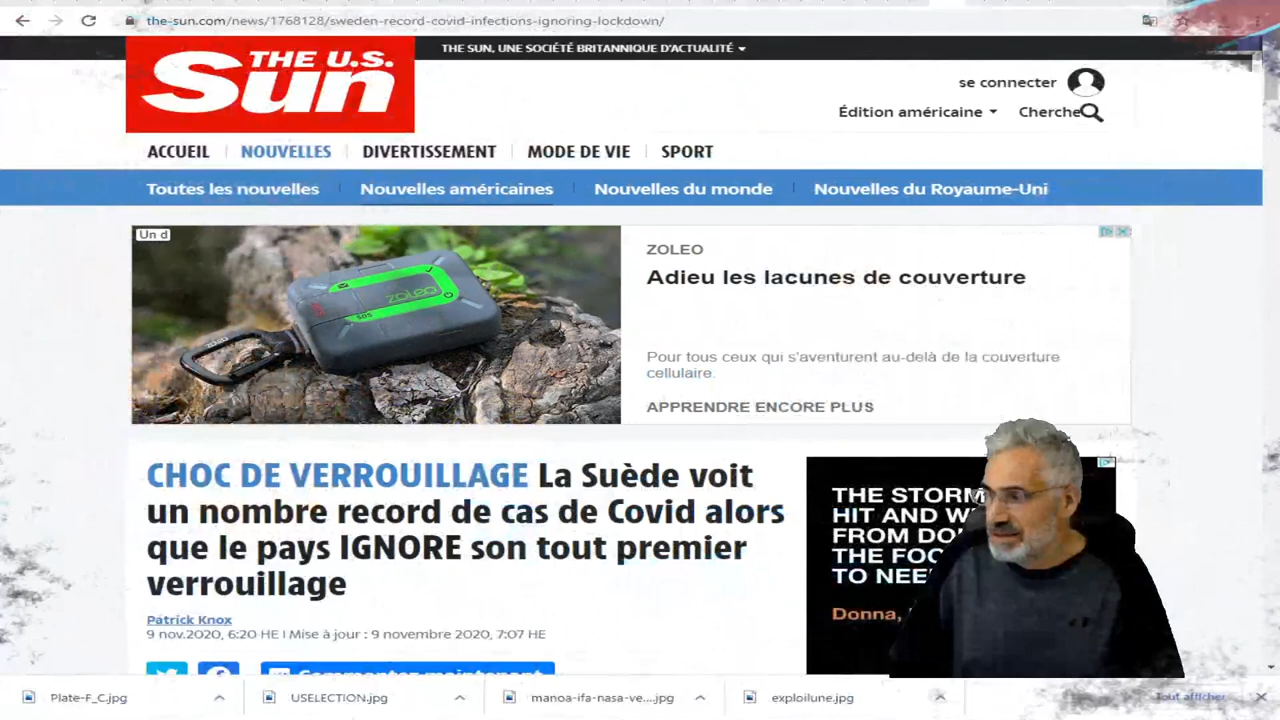 the-sun.com/news/1768128/sweden-record-covid-infections-ignoring-lockdown/
THE SUN, UNE SOCIÉTÉ BRITANNIQUE D'ACTUALITÉ
THE U.S.
Sun
se connecter
Édition américaine
Cherche
ACCUEIL
NOUVELLES
DIVERTISSEMENT
MODE DE VIE
SPORT
Toutes les nouvelles
Nouvelles américaines
Nouvelles du monde
Nouvelles du Royaume-Uni
Un d
zoleo
SOS
ZOLEO
Adieu les lacunes de couverture
Pour tous ceux qui s'aventurent au-delà de la couverture
cellulaire.
APPRENDRE ENCORE PLUS
CHOC DE VERROUILLAGE La Suède voit
un nombre record de cas de Covid alors
que le pays IGNORE son tout premier
verrouillage
Patrick Knox
9 nov.2020, 6:20 HE | Mise à jour : 9 novembre 2020, 7:07 HE
Commentez maintenant
THE STORM
HIT AND
FROM
THE
TO
Donna,
Plate-F_C.jpg
USELECTION.jpg
manoa-ifa-nasa-ve....jpg
exploilune.jpg
Tout afficher